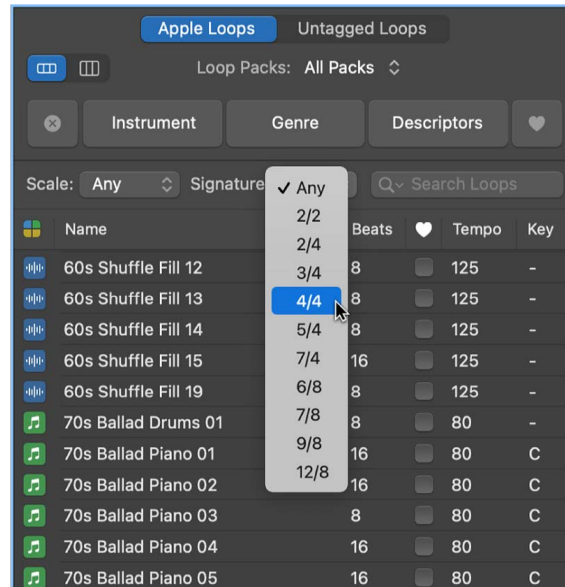 Apple Loops Untagged Loops
Loop Packs: All Packs
Instrument Genre Descriptors
Scale: Any Signature Search Loops
Any
2/2
2/4
3/4
4/4
5/4
7/4
6/8
7/8
9/8
12/8
Name Beats Tempo Key
60s Shuffle Fill 12 8 125 -
60s Shuffle Fill 13 8 125 -
60s Shuffle Fill 14 8 125 -
60s Shuffle Fill 15 16 125 -
60s Shuffle Fill 19 8 125 -
70s Ballad Drums 01 8 80 -
70s Ballad Piano 01 16 80 C
70s Ballad Piano 02 16 80 C
70s Ballad Piano 03 8 80 C
70s Ballad Piano 04 16 80 C
70s Ballad Piano 05 16 80 C